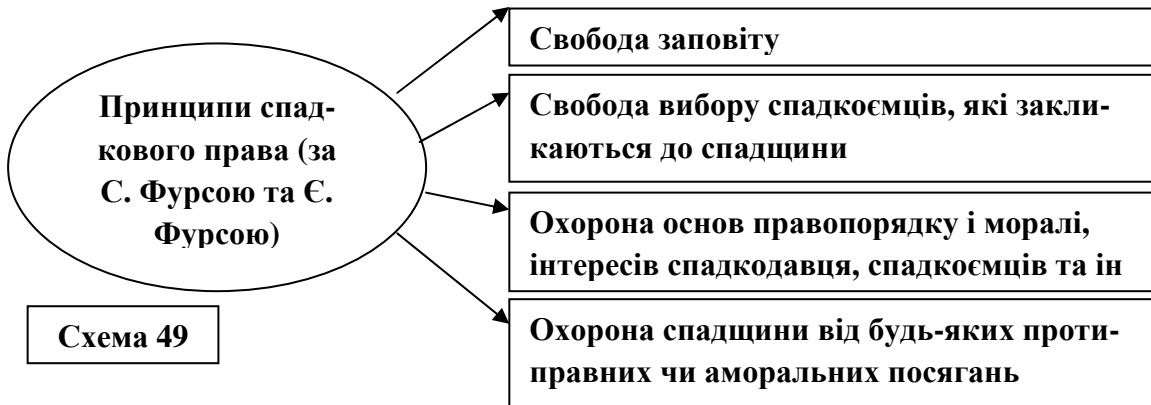 Принципи спад-
кового права (за
С. Фурсою та Є.
Фурсою)
Свобода заповіту
Свобода вибору спадкоємців, які закли-
каються до спадщини
Охорона основ правопорядку і моралі,
інтересів спадкодавця, спадкоємців та ін
Охорона спадщини від будь-яких проти-
правних чи аморальних посягань
Схема 49